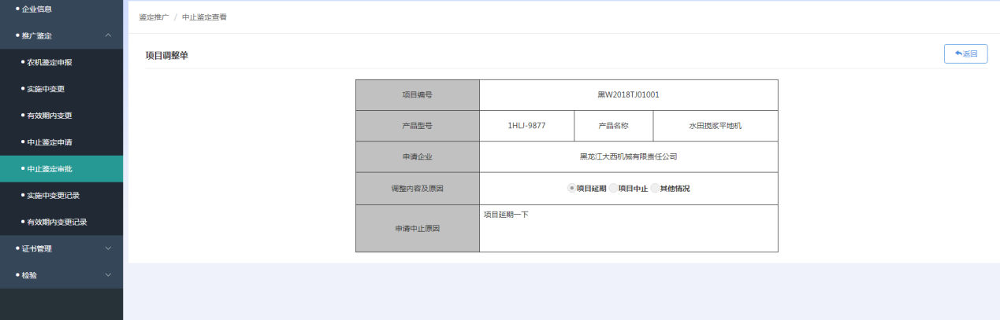 企业信息
推广鉴定
农机鉴定申报
实施中变更
有效期内变更
中止鉴定申请
中止鉴定审批
实施中变更记录
有效期内变更记录
证书管理
检验
鉴定推广 / 中止鉴定查看
项目调整单
返回
项目编号 黑W2018TJ01001
产品型号 1HLJ-9877 产品名称 水田搅浆平地机
申请企业 黑龙江大西机械有限责任公司
调整内容及原因 项目延期 项目中止 其他情况
申请中止原因 项目延期一下